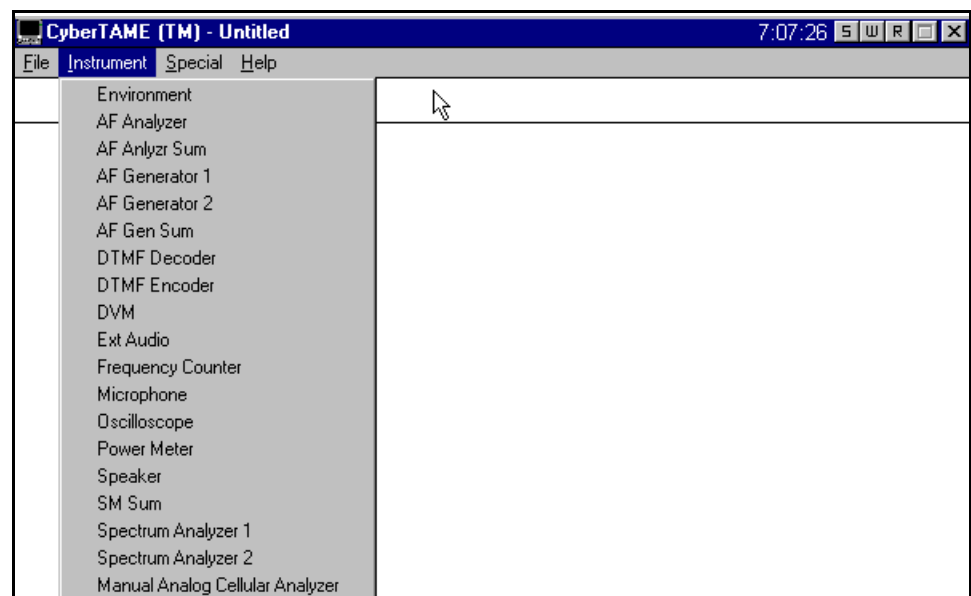 CyberTAME (TM) - Untitled 7:07:26 S W R
File Instrument Special Help
Environment
AF Analyzer
AF Anlyzr Sum
AF Generator 1
AF Generator 2
AF Gen Sum
DTMF Decoder
DTMF Encoder
DVM
Ext Audio
Frequency Counter
Microphone
Oscilloscope
Power Meter
Speaker
SM Sum
Spectrum Analyzer 1
Spectrum Analyzer 2
Manual Analog Cellular Analyzer